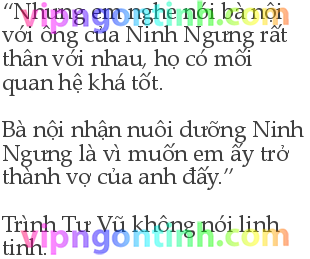 “Nhưng em nghe nói bà nội
với ông của Ninh Ngưng rất
thân với nhau, họ có mối
quan hệ khá tốt.
Bà nội nhận nuôi dưỡng Ninh
Ngưng là vì muốn em ấy trở
thành vợ của anh đấy.”
Trình Tư Vũ không nói linh
tinh.
vipngontinh.com
vipngontinh.com
vipngontinh.com